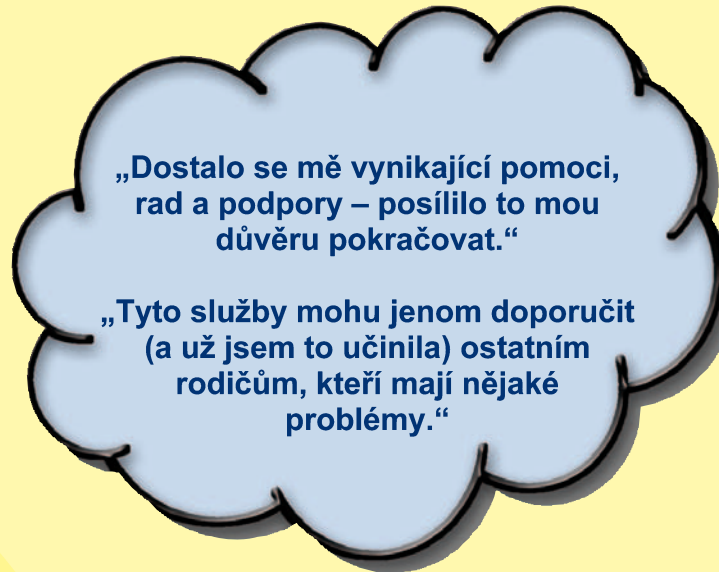 „Dostalo se mě vynikající pomoci,
rad a podpory – posílilo to mou
důvěru pokračovat.“
„Tyto služby mohu jenom doporučit
(a už jsem to učinila) ostatním
rodičům, kteří mají nějaké
problémy.“